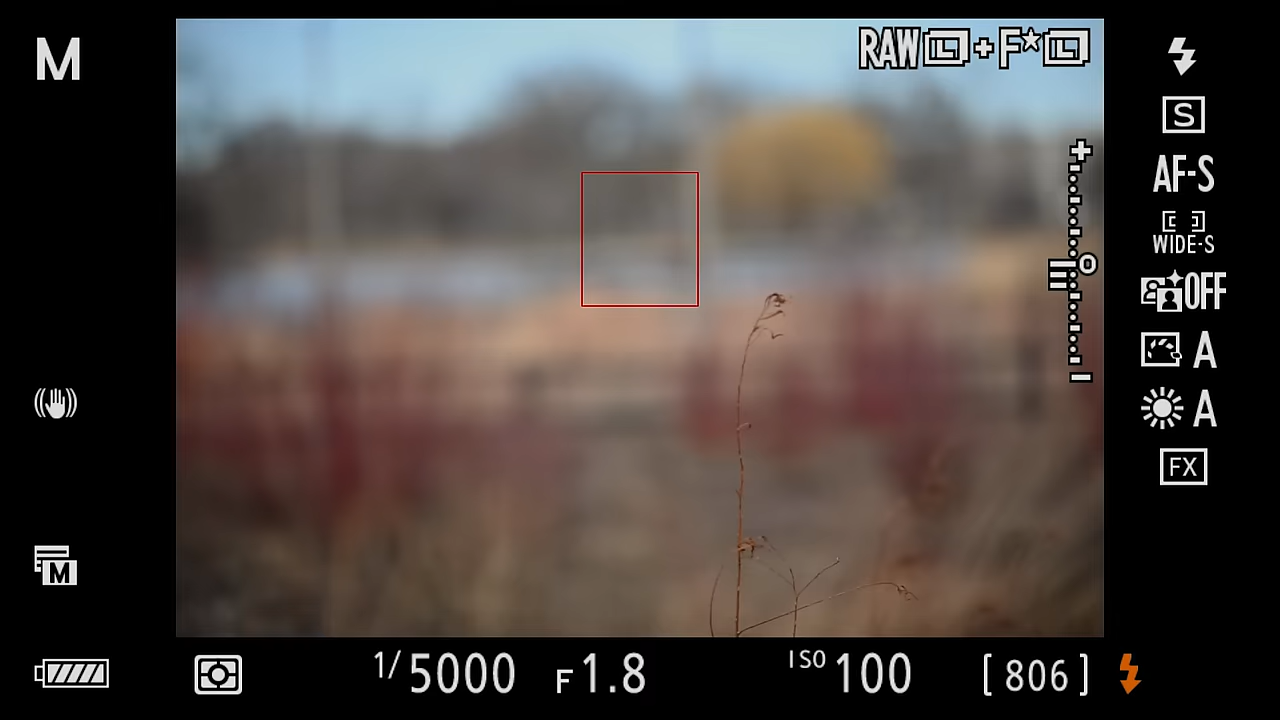 M
RAW L + F★ L
S
AF-S
WIDE-S
OFF
A
A
FX
M
1/5000 F1.8 ISO 100 [806]